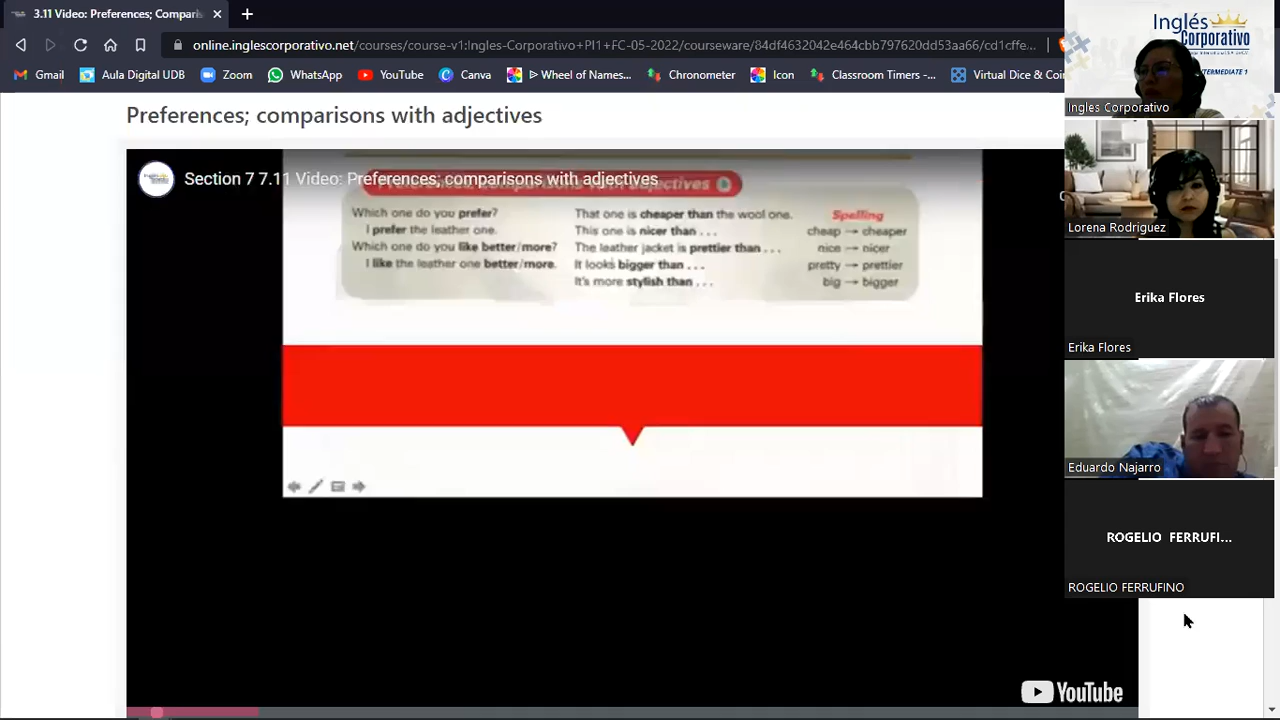 3.11 Video: Preferences; Compari
online.inglescorporativo.net/courses/course-v1:Ingles-Corporativo+PI1+FC-05-2022/courseware/84df4632042e464cbb797620dd53aa66/cd1cffe...
Gmail
Aula Digital UDB
Zoom
WhatsApp
YouTube
Canva
Wheel of Names...
Chronometer
Icon
Classroom Timers -...
Virtual Dice & Coi
Preferences; comparisons with adjectives
Section 7 7.11 Video: Preferences; comparisons with adjectives
Which one do you prefer?
I prefer the leather one.
Which one do you like better/more?
I like the leather one better/more.
That one is cheaper than the wool one.
This one is nicer than . . .
The leather jacket is prettier than . . .
It looks bigger than . . .
It's more stylish than . . .
Spelling
cheap → cheaper
nice → nicer
pretty → prettier
big → bigger
YouTube
Inglés
Corporativo
INTERMEDIATE 1
Ingles Corporativo
Lorena Rodriguez
Erika Flores
Erika Flores
Eduardo Najarro
ROGELIO FERRUFI...
ROGELIO FERRUFINO